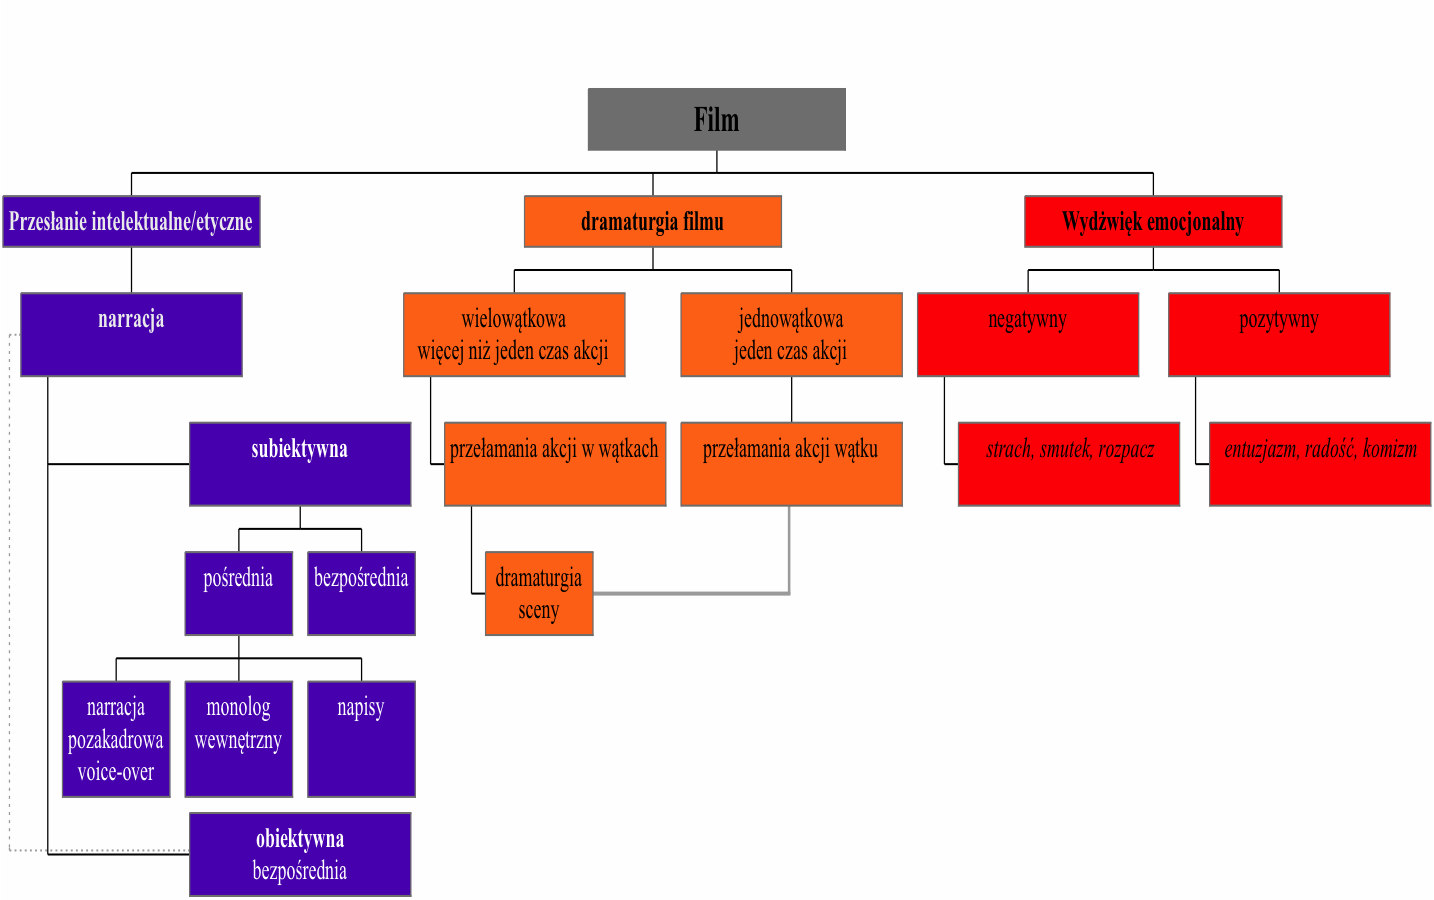 Film
Przesłanie intelektualne/etyczne
dramaturgia filmu
Wydźwięk emocjonalny
narracja
wielowątkowa
więcej niż jeden czas akcji
jednowątkowa
jeden czas akcji
negatywny
pozytywny
subiektywna
przełamania akcji w wątkach
przełamania akcji wątku
strach, smutek, rozpacz
entuzjazm, radość, komizm
pośrednia
bezpośrednia
dramaturgia
sceny
narracja
pozakadrowa
voice-over
monolog
wewnętrzny
napisy
obiektywna
bezpośrednia